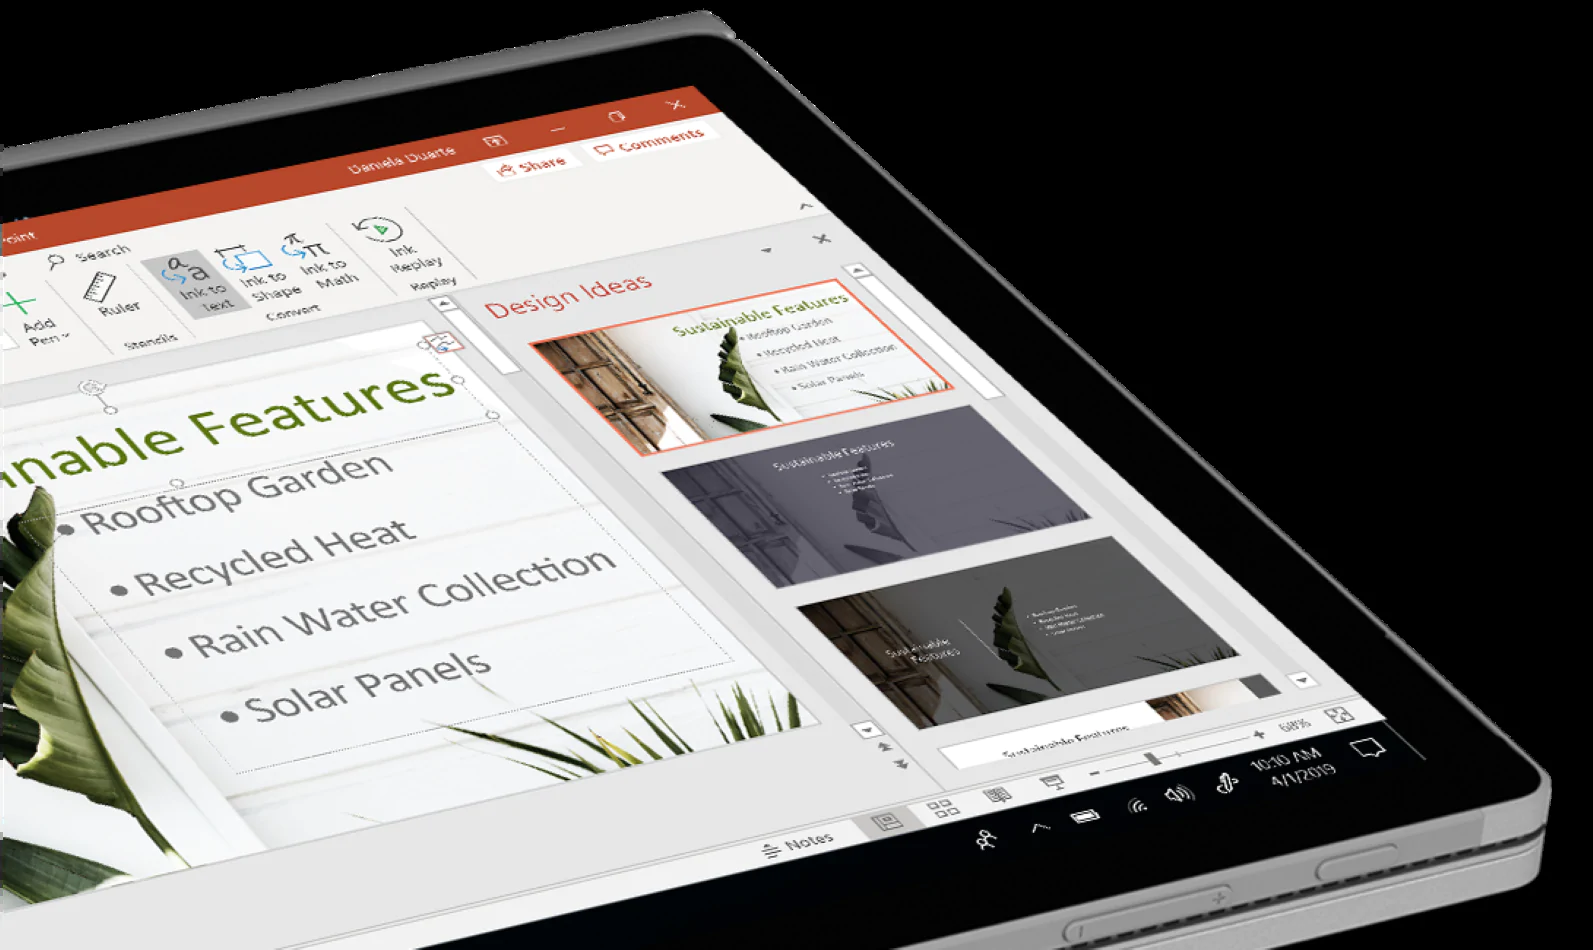 Daniela Duarte
Share
Comments
oint
Search
Add
Pen
Ruler
Stencils
Ink to
Text
Ink to
Shape
Ink to
Math
Convert
Ink
Replay
Replay
Design Ideas
Sustainable Features
• Rooftop Garden
• Recycled Heat
• Rain Water Collection
• Solar Panels
inable Features
• Rooftop Garden
• Recycled Heat
• Rain Water Collection
• Solar Panels
Sustainable Features
Sustainable
Features
Sustainable Features
Notes
68%
10:10 AM
4/1/2019